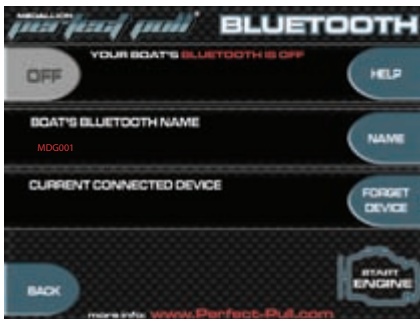 MEDALLION
perfect pull BLUETOOTH
YOUR BOAT'S BLUETOOTH IS OFF
OFF
HELP
BOAT'S BLUETOOTH NAME
NAME
MDG001
CURRENT CONNECTED DEVICE
FORGET
DEVICE
START
ENGINE
BACK
more info: www.Perfect-Pull.com